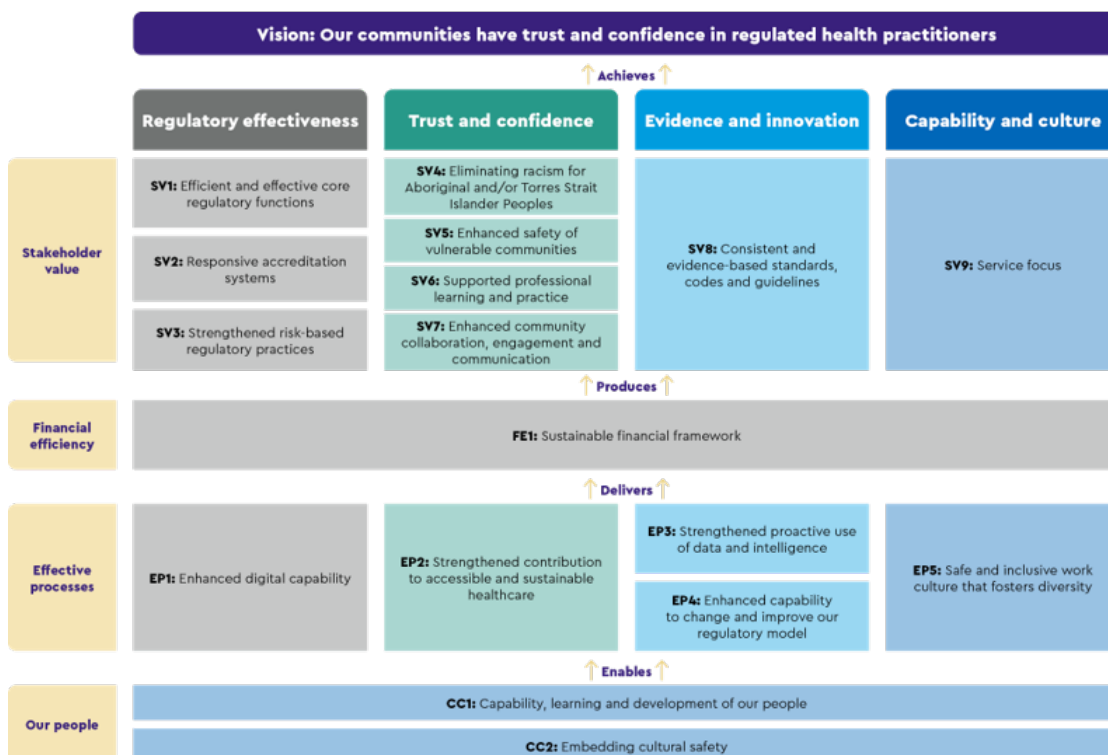 Vision: Our communities have trust and confidence in regulated health practitioners
Achieves
Regulatory effectiveness
Trust and confidence
Evidence and innovation
Capability and culture
Stakeholder
value
SV1: Efficient and effective core
regulatory functions
SV2: Responsive accreditation
systems
SV3: Strengthened risk-based
regulatory practices
SV4: Eliminating racism for
Aboriginal and/or Torres Strait
Islander Peoples
SV5: Enhanced safety of
vulnerable communities
SV6: Supported professional
learning and practice
SV7: Enhanced community
collaboration, engagement and
communication
SV8: Consistent and
evidence-based standards,
codes and guidelines
SV9: Service focus
Produces
Financial
efficiency
FE1: Sustainable financial framework
Delivers
Effective
processes
EP1: Enhanced digital capability
EP2: Strengthened contribution
to accessible and sustainable
healthcare
EP3: Strengthened proactive use
of data and intelligence
EP4: Enhanced capability
to change and improve our
regulatory model
EP5: Safe and inclusive work
culture that fosters diversity
Enables
Our people
CC1: Capability, learning and development of our people
CC2: Embedding cultural safety